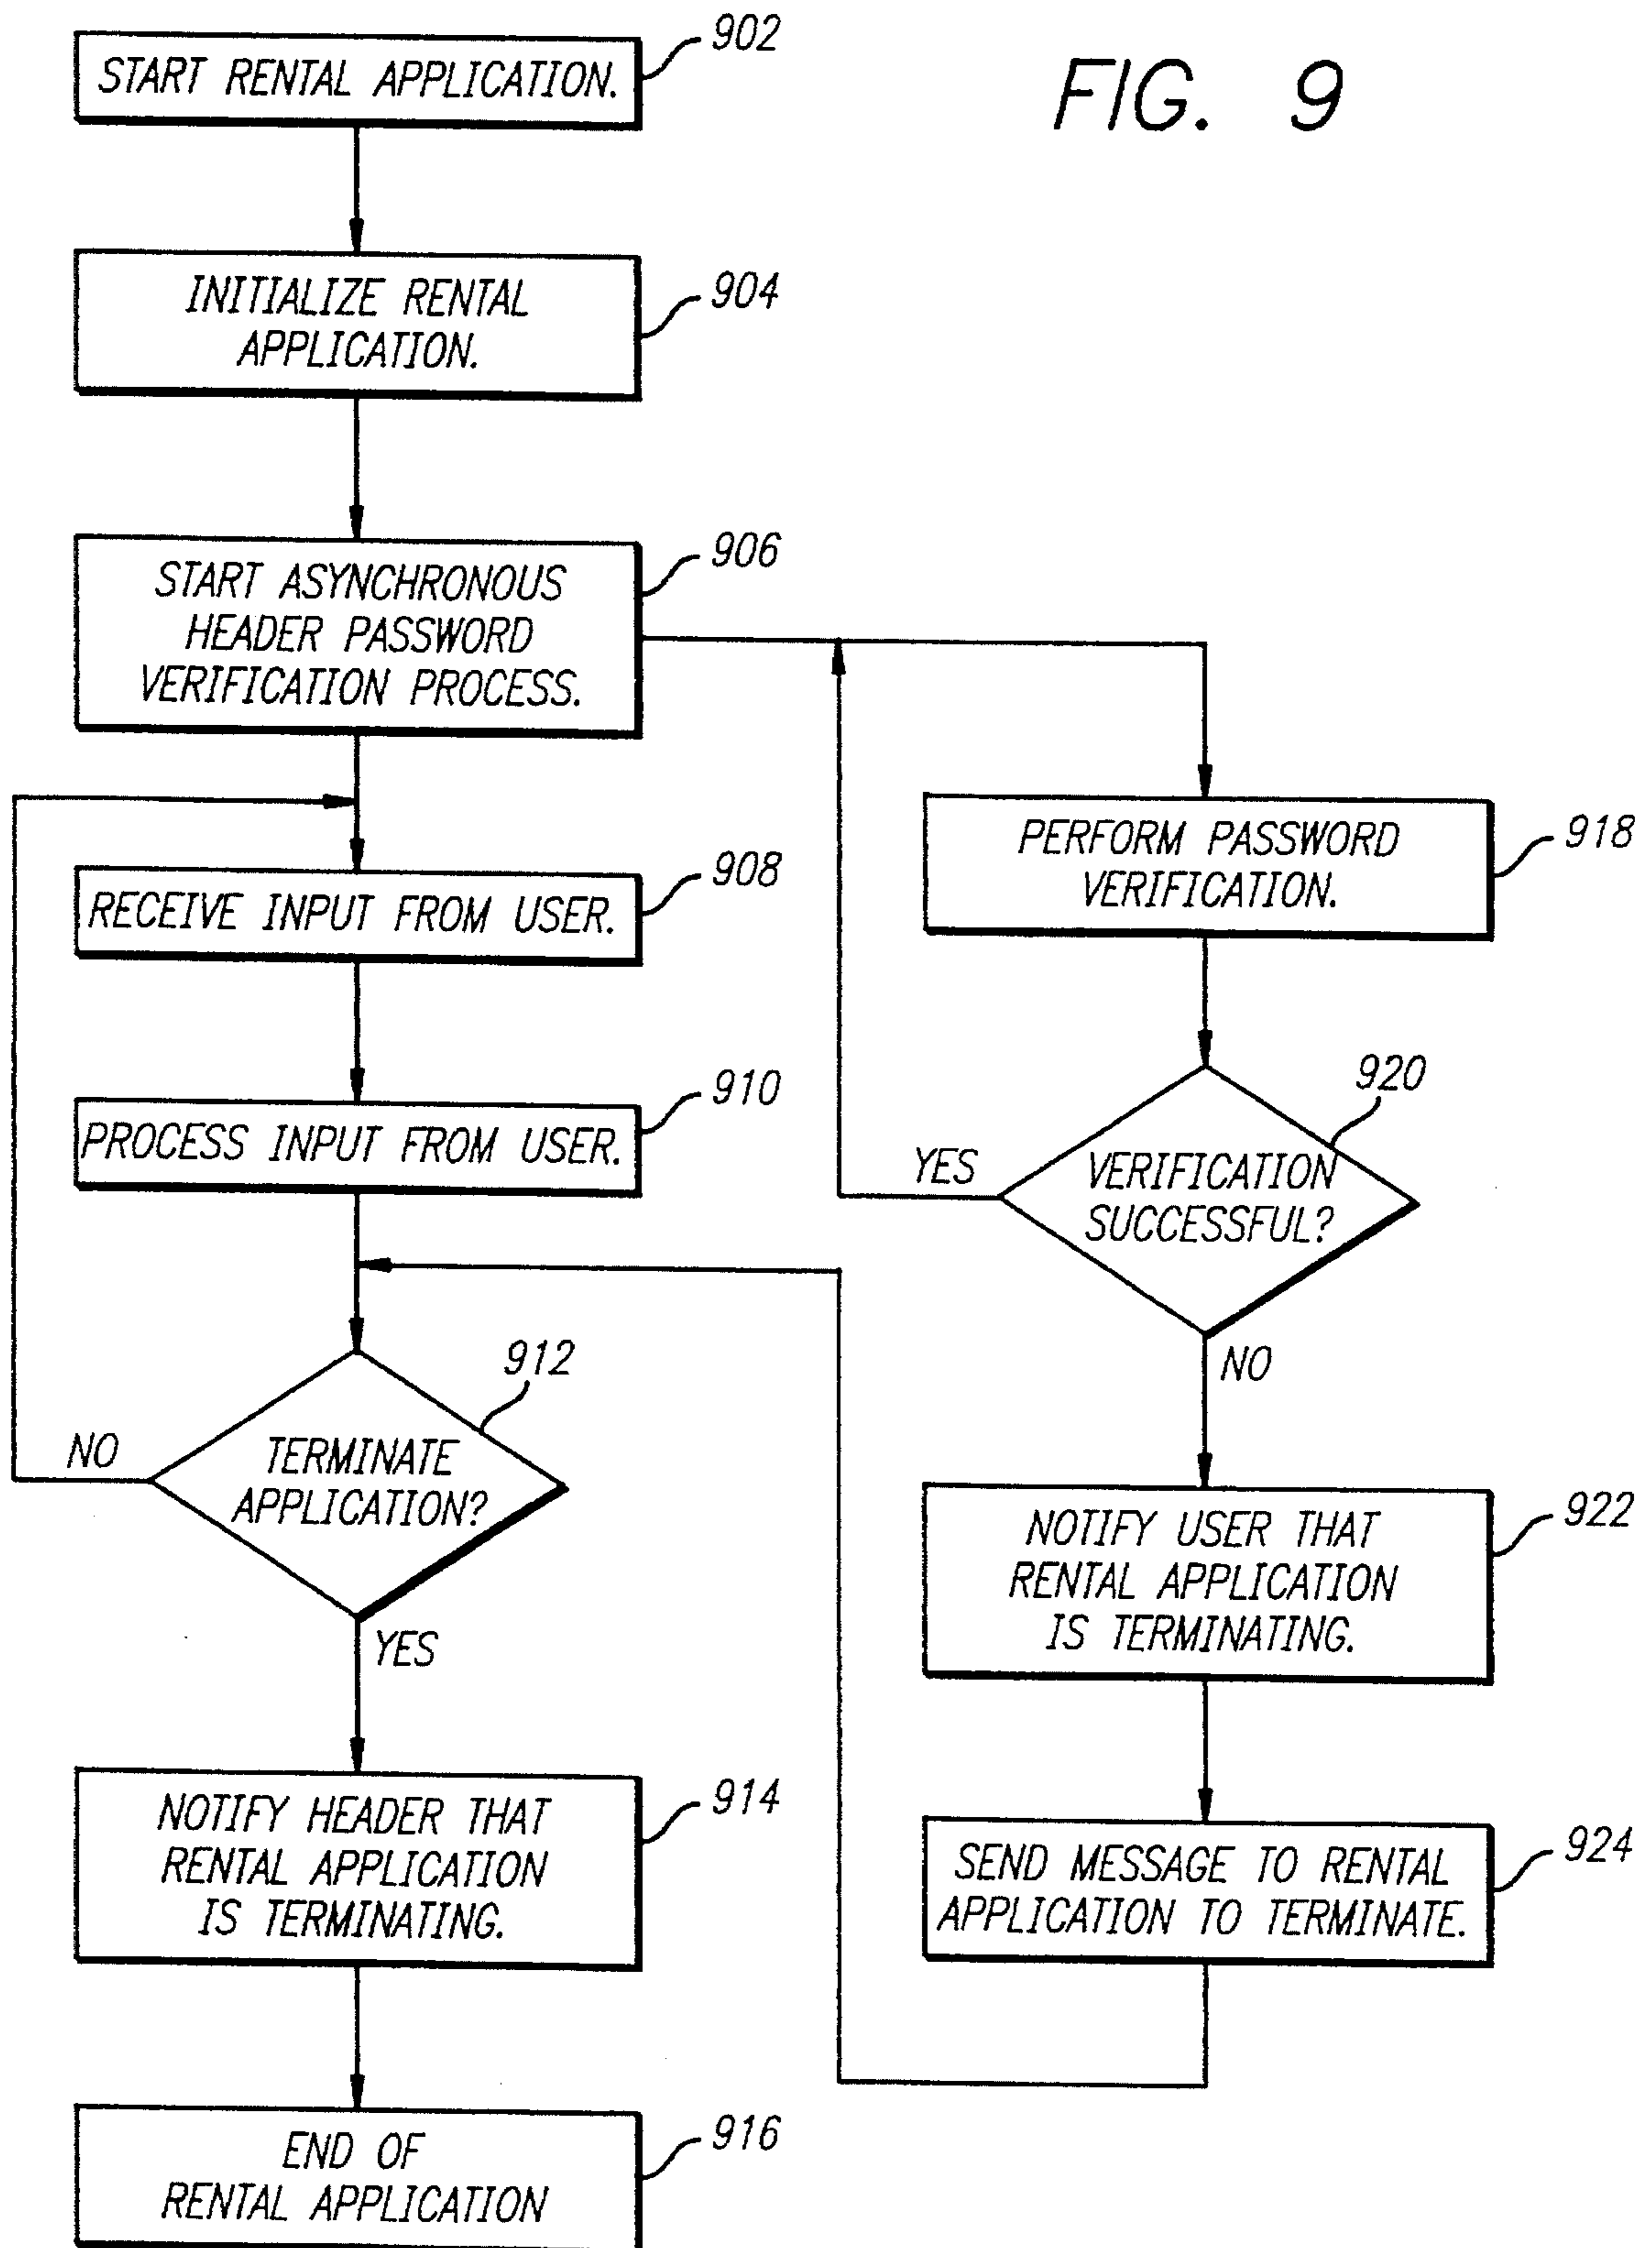 902
START RENTAL APPLICATION.
FIG. 9
904
INITIALIZE RENTAL
APPLICATION.
906
START ASYNCHRONOUS
HEADER PASSWORD
VERIFICATION PROCESS.
908
RECEIVE INPUT FROM USER.
910
PROCESS INPUT FROM USER.
912
TERMINATE
APPLICATION?
NO
YES
914
NOTIFY HEADER THAT
RENTAL APPLICATION
IS TERMINATING.
916
END OF
RENTAL APPLICATION
918
PERFORM PASSWORD
VERIFICATION.
920
VERIFICATION
SUCCESSFUL?
YES
NO
922
NOTIFY USER THAT
RENTAL APPLICATION
IS TERMINATING.
924
SEND MESSAGE TO RENTAL
APPLICATION TO TERMINATE.